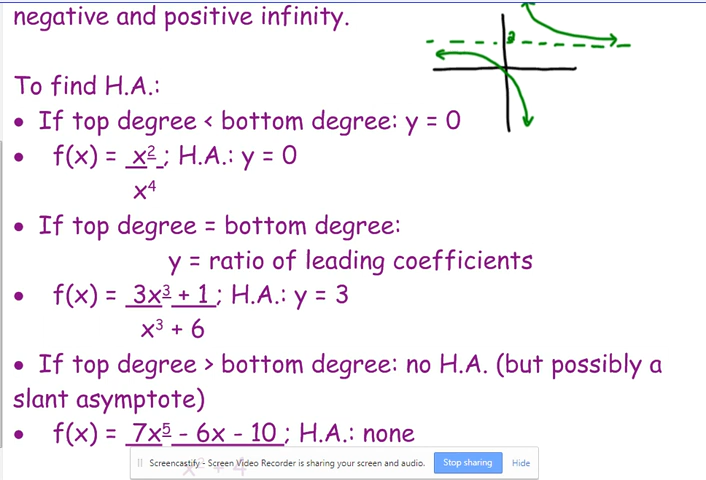 negative and positive infinity.
2
To find H.A.:
• If top degree < bottom degree: y = 0
• f(x) = x² ; H.A.: y = 0
x⁴
• If top degree = bottom degree:
y = ratio of leading coefficients
• f(x) = 3x³ + 1 ; H.A.: y = 3
x³ + 6
• If top degree > bottom degree: no H.A. (but possibly a
slant asymptote)
• f(x) = 7x⁵ - 6x - 10 ; H.A.: none
Screencastify - Screen Video Recorder is sharing your screen and audio. Stop sharing Hide